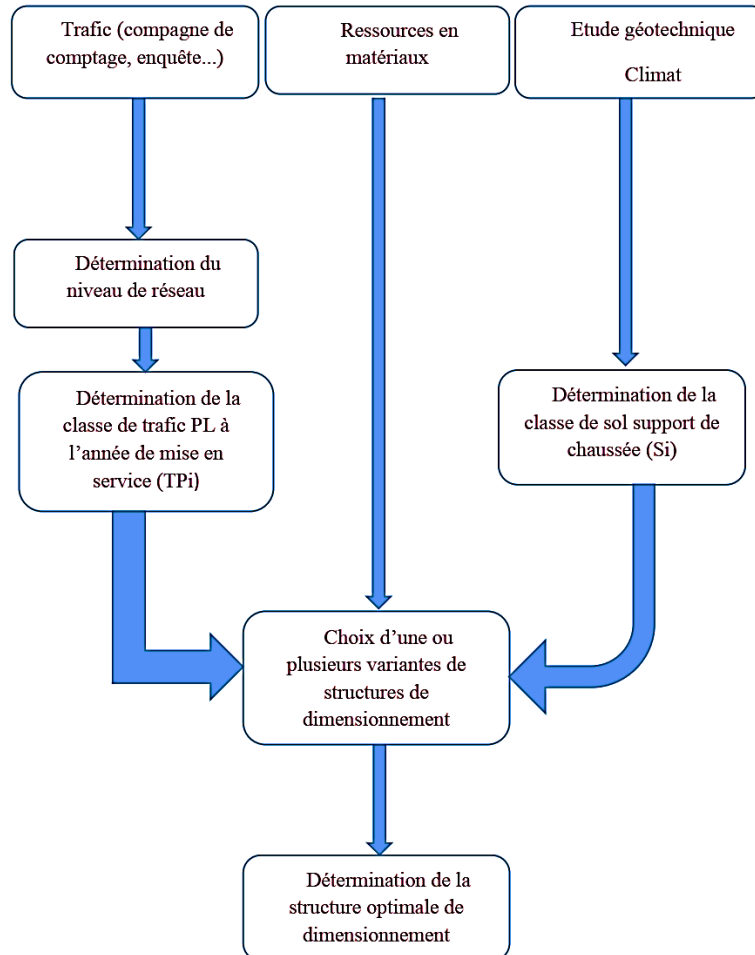 Trafic (compagne de
comptage, enquête...)
Ressources en
matériaux
Etude géotechnique
Climat
Détermination du
niveau de réseau
Détermination de la
classe de trafic PL à
l'année de mise en
service (TPi)
Détermination de la
classe de sol support de
chaussée (Si)
Choix d'une ou
plusieurs variantes de
structures de
dimensionnement
Détermination de la
structure optimale de
dimensionnement